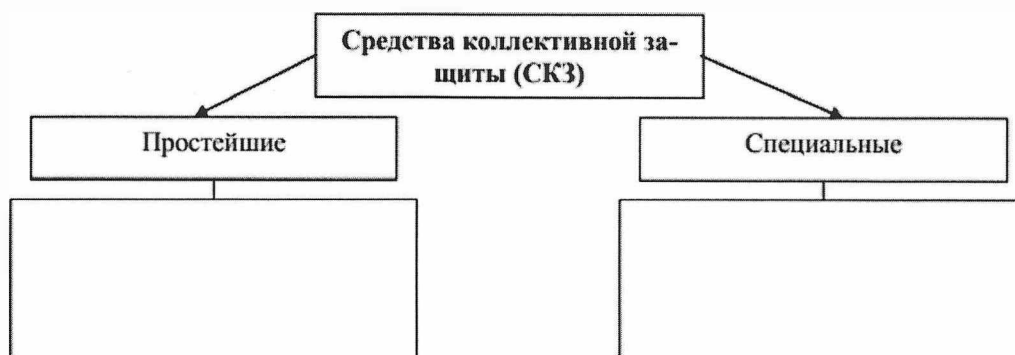 Средства коллективной за-
щиты (СКЗ)
Простейшие
Специальные